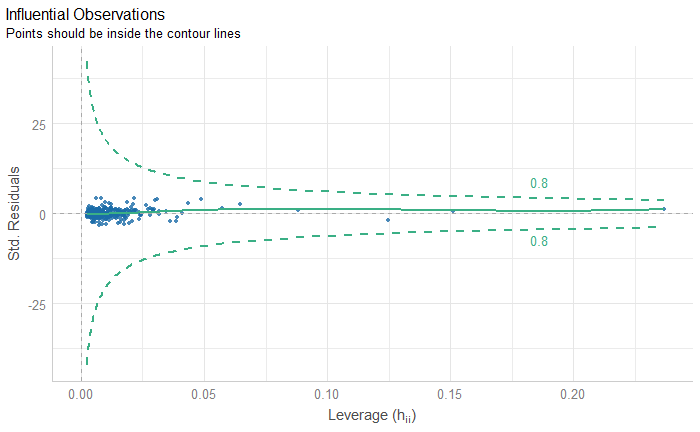 Influential Observations
Points should be inside the contour lines
Std. Residuals
25
0
-25
0.8
0.8
0.00
0.05
0.10
0.15
0.20
Leverage (hii)